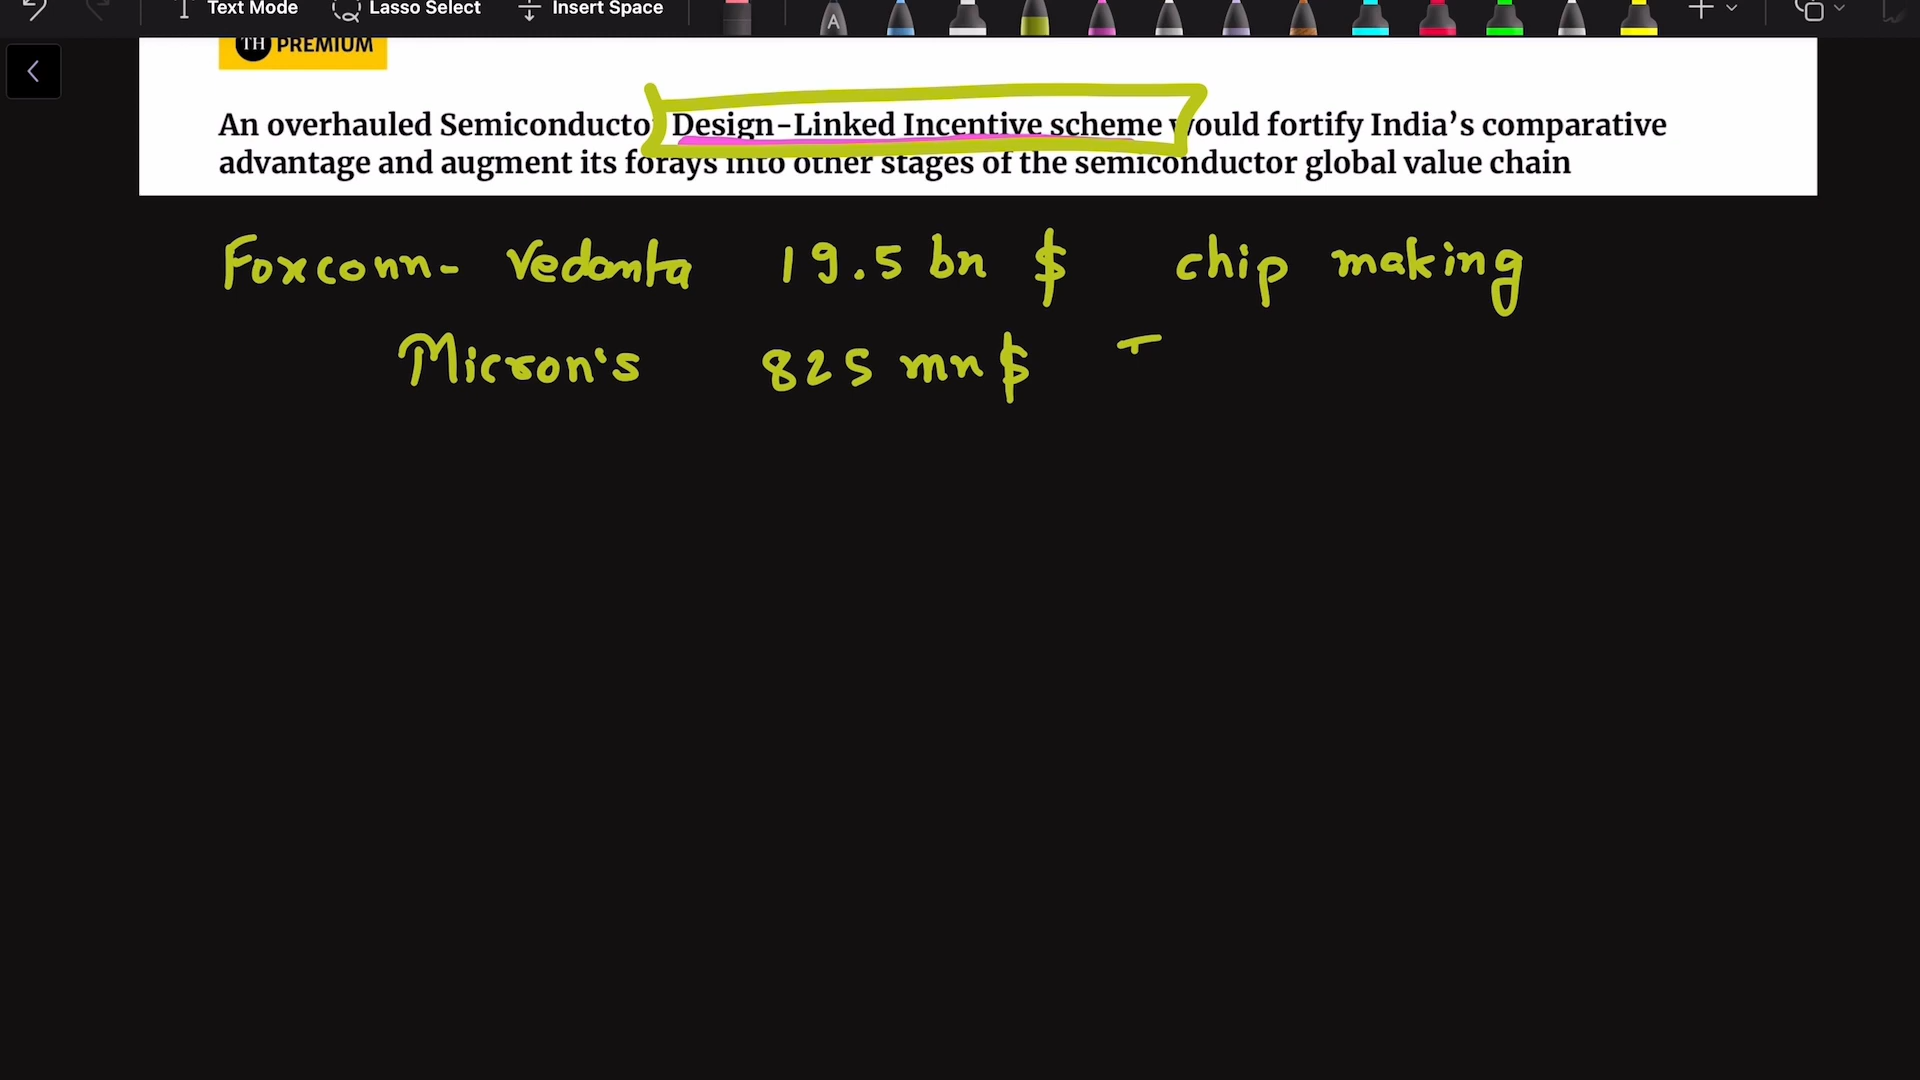 Text Mode Lasso Select Insert Space
A
TH PREMIUM
An overhauled Semiconductor Design-Linked Incentive scheme would fortify India's comparative
advantage and augment its forays into other stages of the semiconductor global value chain
Foxconn- Vedanta 19.5 bn $ chip making
Micron's 825 mn $